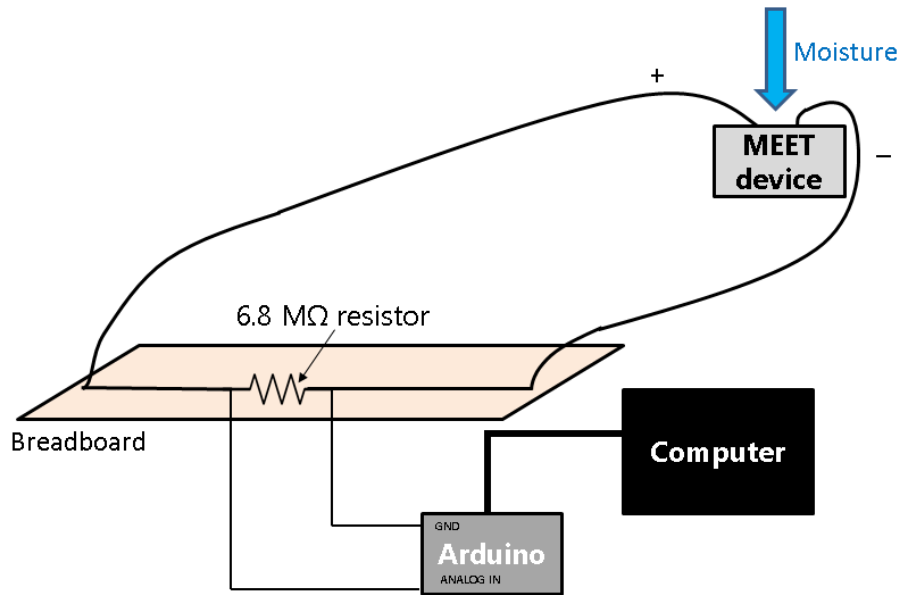 Moisture
+
MEET
device
–
6.8 MΩ resistor
Breadboard
Computer
GND
Arduino
ANALOG IN